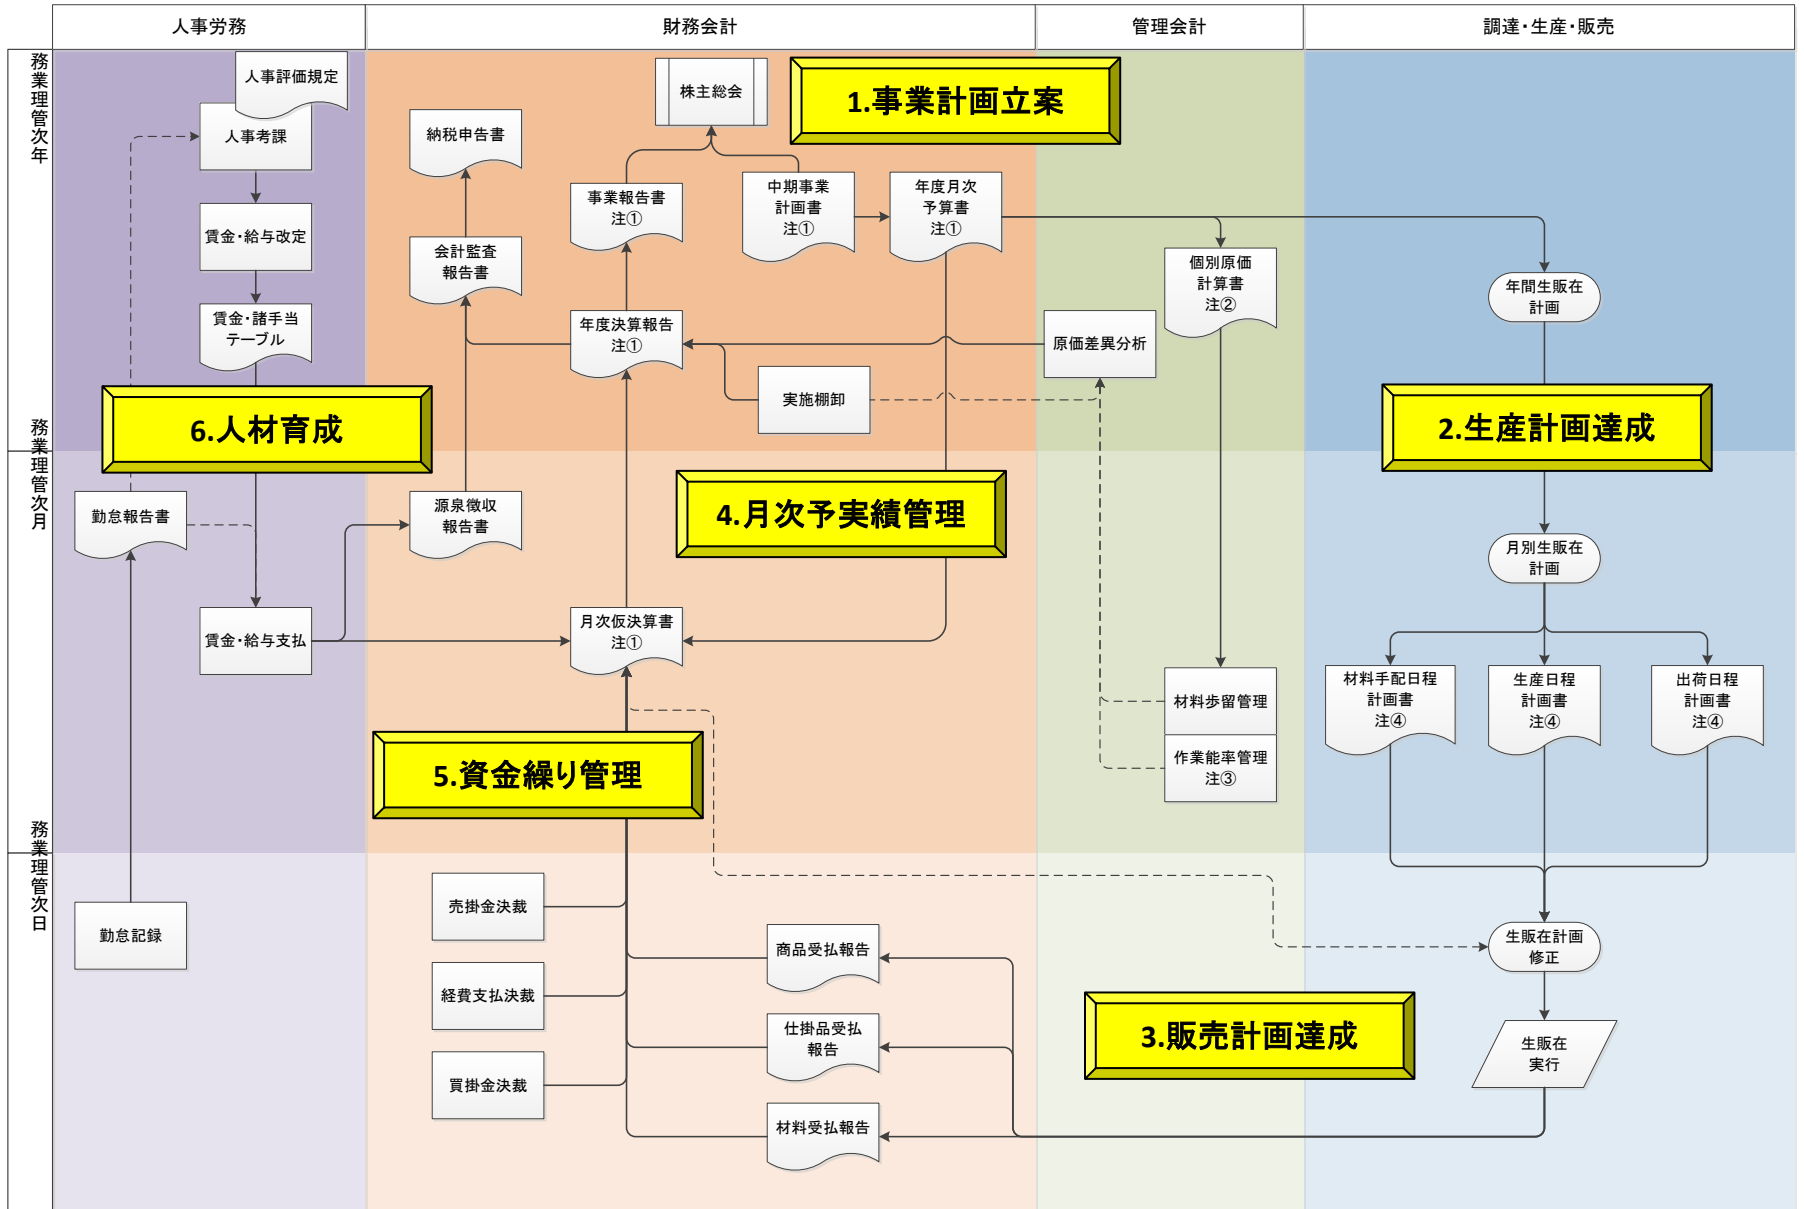 人事労務
財務会計
管理会計
調達・生産・販売
務業理管次年
人事評価規定
人事考課
賃金・給与改定
賃金・諸手当
テーブル
納税申告書
会計監査
報告書
株主総会
1.事業計画立案
事業報告書
注①
中期事業
計画書
注①
年度月次
予算書
注①
年度決算報告
注①
実施棚卸
個別原価
計算書
注②
原価差異分析
年間生販在
計画
6.人材育成
2.生産計画達成
務業理管次月
勤怠報告書
賃金・給与支払
源泉徴収
報告書
4.月次予実績管理
月次仮決算書
注①
5.資金繰り管理
材料歩留管理
作業能率管理
注③
月別生販在
計画
材料手配日程
計画書
注④
生産日程
計画書
注④
出荷日程
計画書
注④
務業理管次日
勤怠記録
売掛金決裁
経費支払決裁
買掛金決裁
商品受払報告
仕掛品受払
報告
材料受払報告
3.販売計画達成
生販在計画
修正
生販在
実行